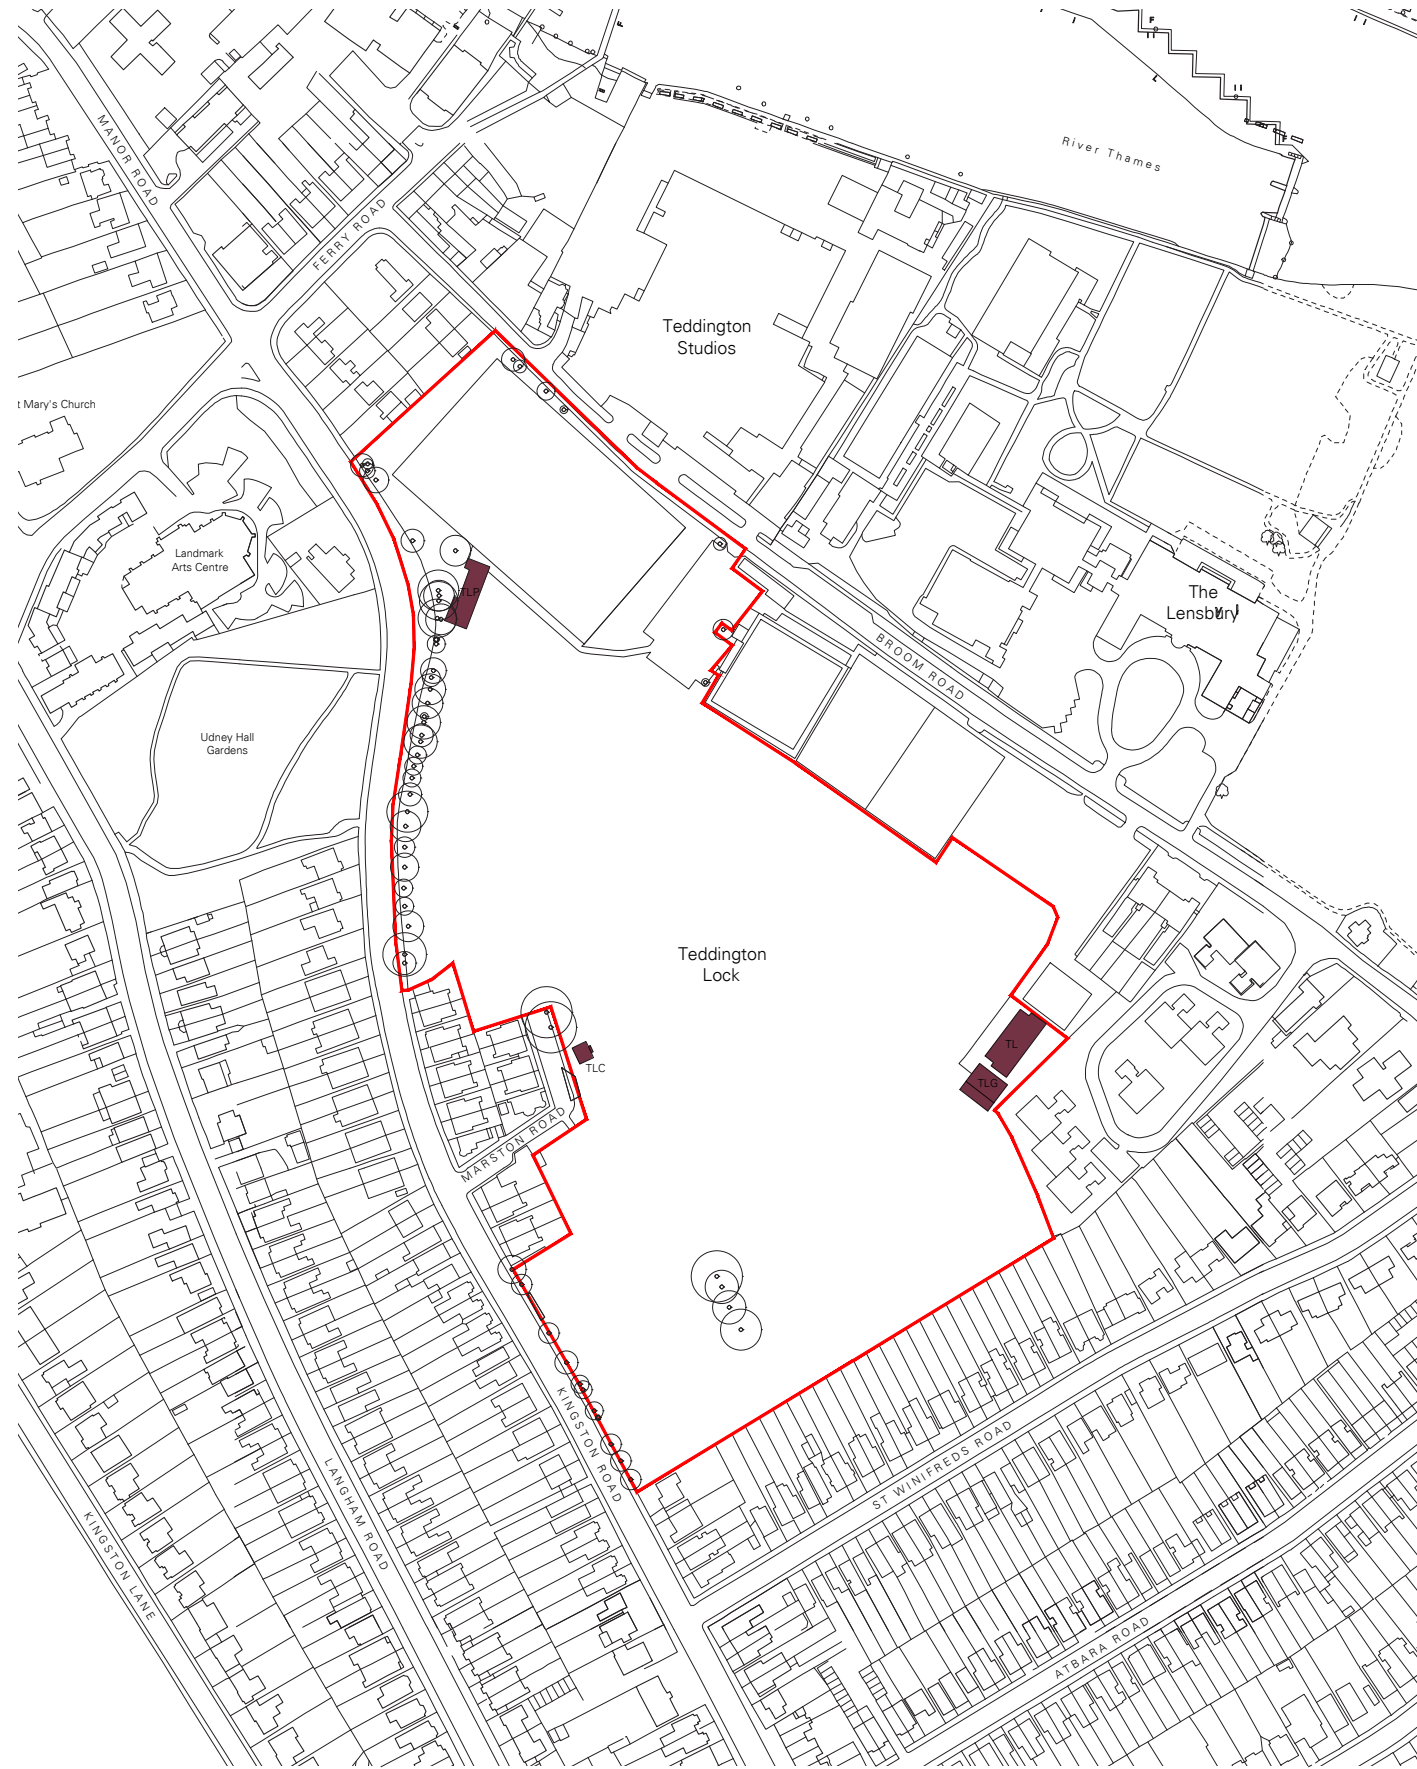 F
F
L
River Thames
MANOR ROAD
FERRY ROAD
Teddington
Studios
t Mary's Church
Landmark
Arts Centre
TLP
The
Lensbury
BROOM ROAD
Udney Hall
Gardens
Teddington
Lock
TL
TLC
TLG
MARSTON ROAD
KINGSTON ROAD
ST WINIFREDS ROAD
LANGHAM ROAD
KINGSTON LANE
ATBARA ROAD